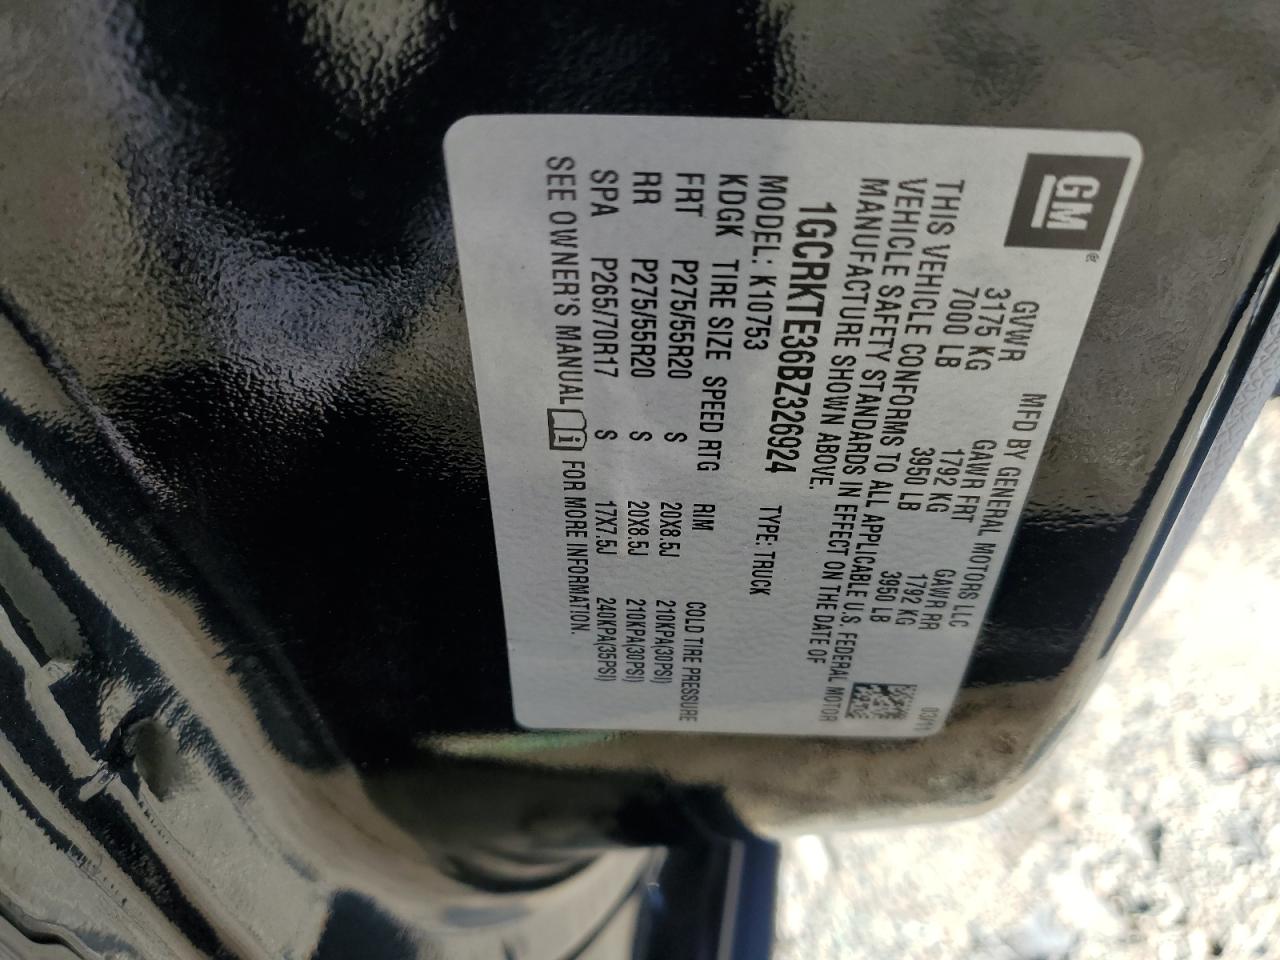 GM®
MFD BY GENERAL MOTORS LLC
GVWR GAWR FRT GAWR RR
3175 KG 1792 KG 1792 KG
7000 LB 3950 LB 3950 LB
THIS VEHICLE CONFORMS TO ALL APPLICABLE U.S. FEDERAL MOTOR
VEHICLE SAFETY STANDARDS IN EFFECT ON THE DATE OF
MANUFACTURE SHOWN ABOVE.
1GCRKTE36BZ326924
MODEL: K10753 TYPE: TRUCK
KDGK TIRE SIZE SPEED RTG RIM COLD TIRE PRESSURE
FRT P275/55R20 S 20X8.5J 210KPA(30PSI)
RR P275/55R20 S 20X8.5J 210KPA(30PSI)
SPA P265/70R17 S 17X7.5J 240KPA(35PSI)
SEE OWNER'S MANUAL FOR MORE INFORMATION.